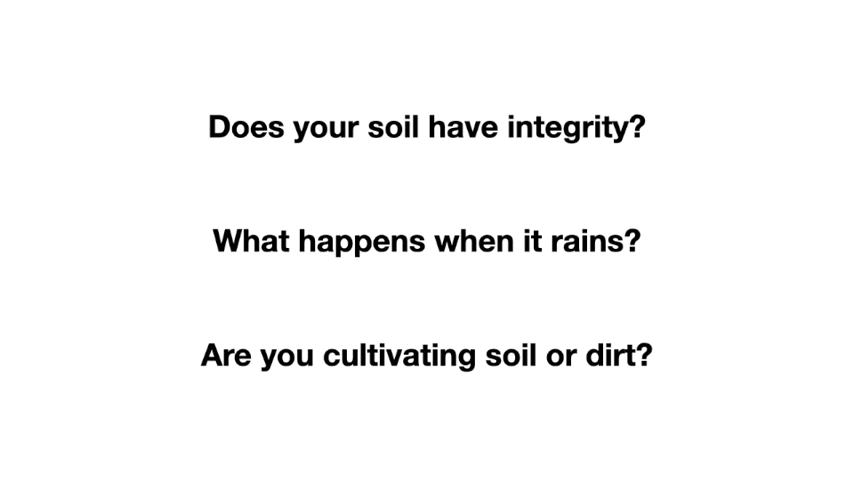 Does your soil have integrity?
What happens when it rains?
Are you cultivating soil or dirt?